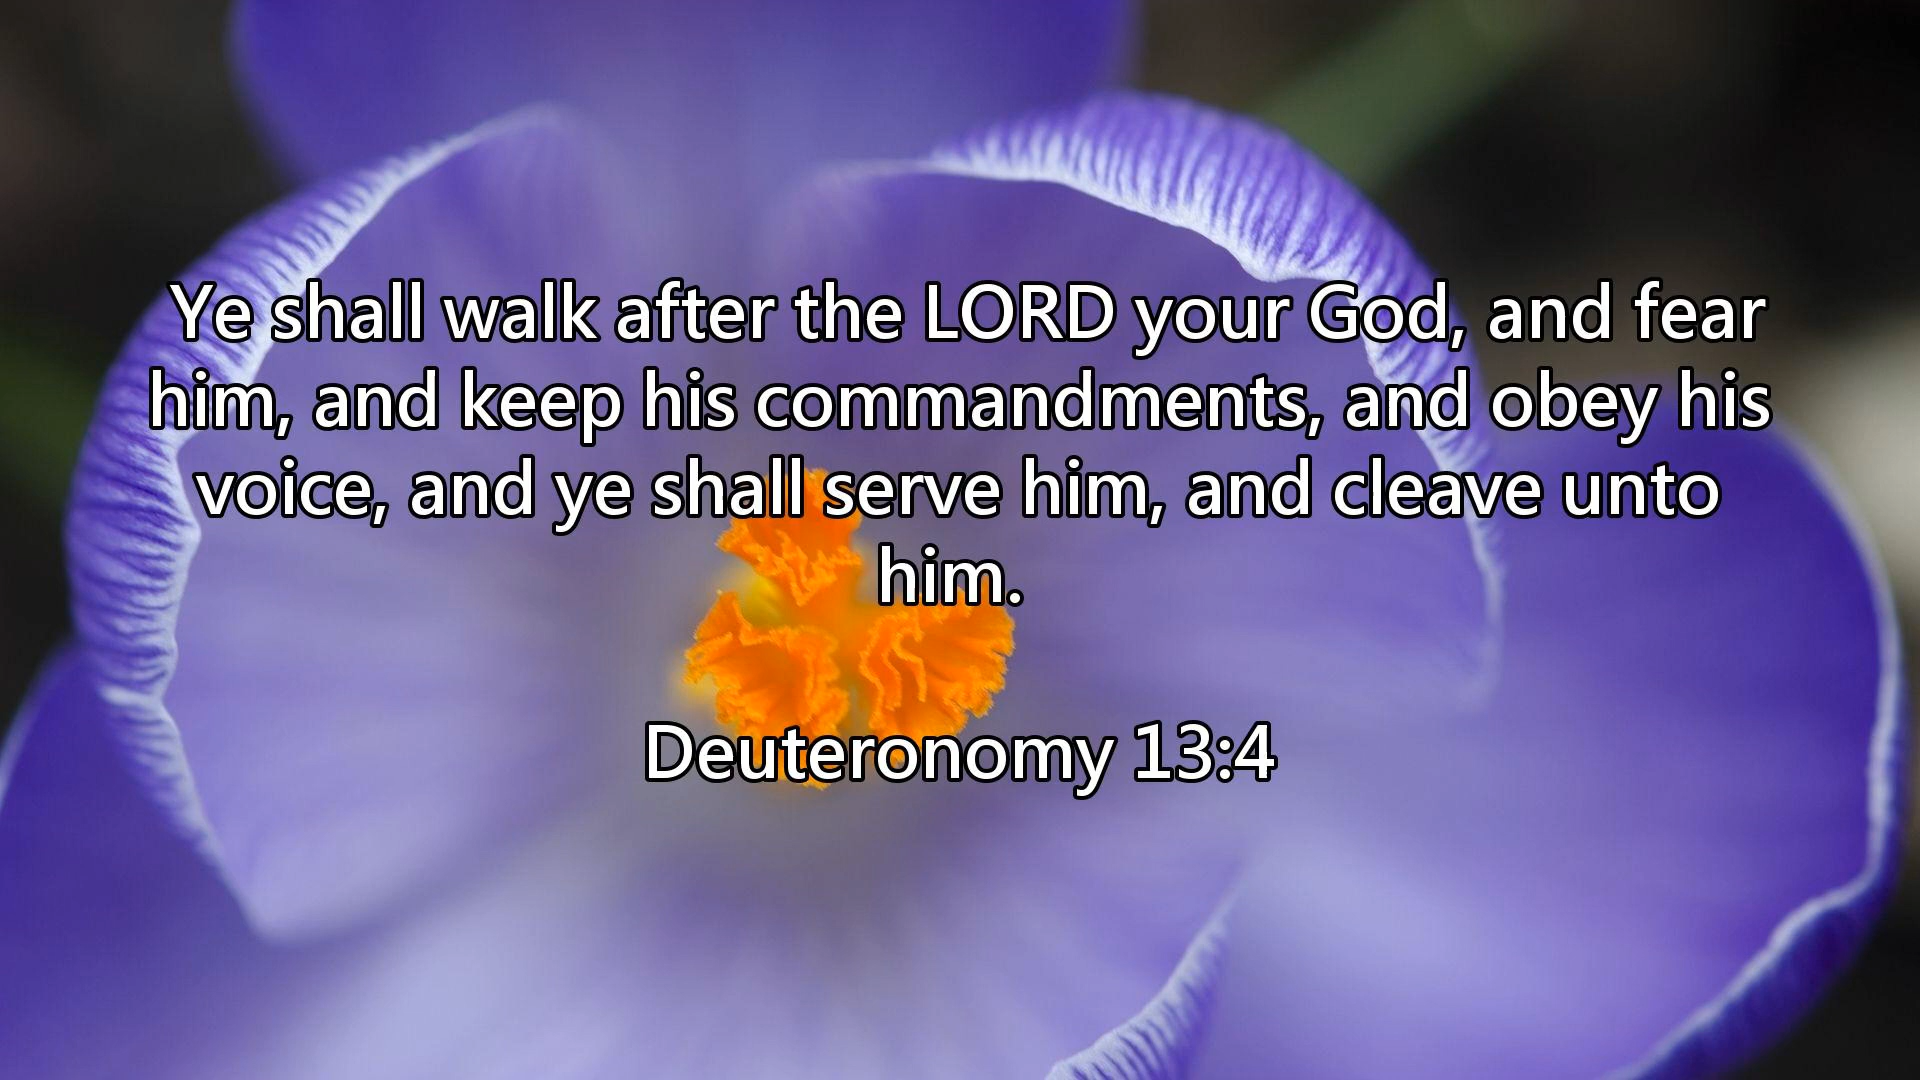 Ye shall walk after the LORD your God, and fear
him, and keep his commandments, and obey his
voice, and ye shall serve him, and cleave unto
him.
Deuteronomy 13:4